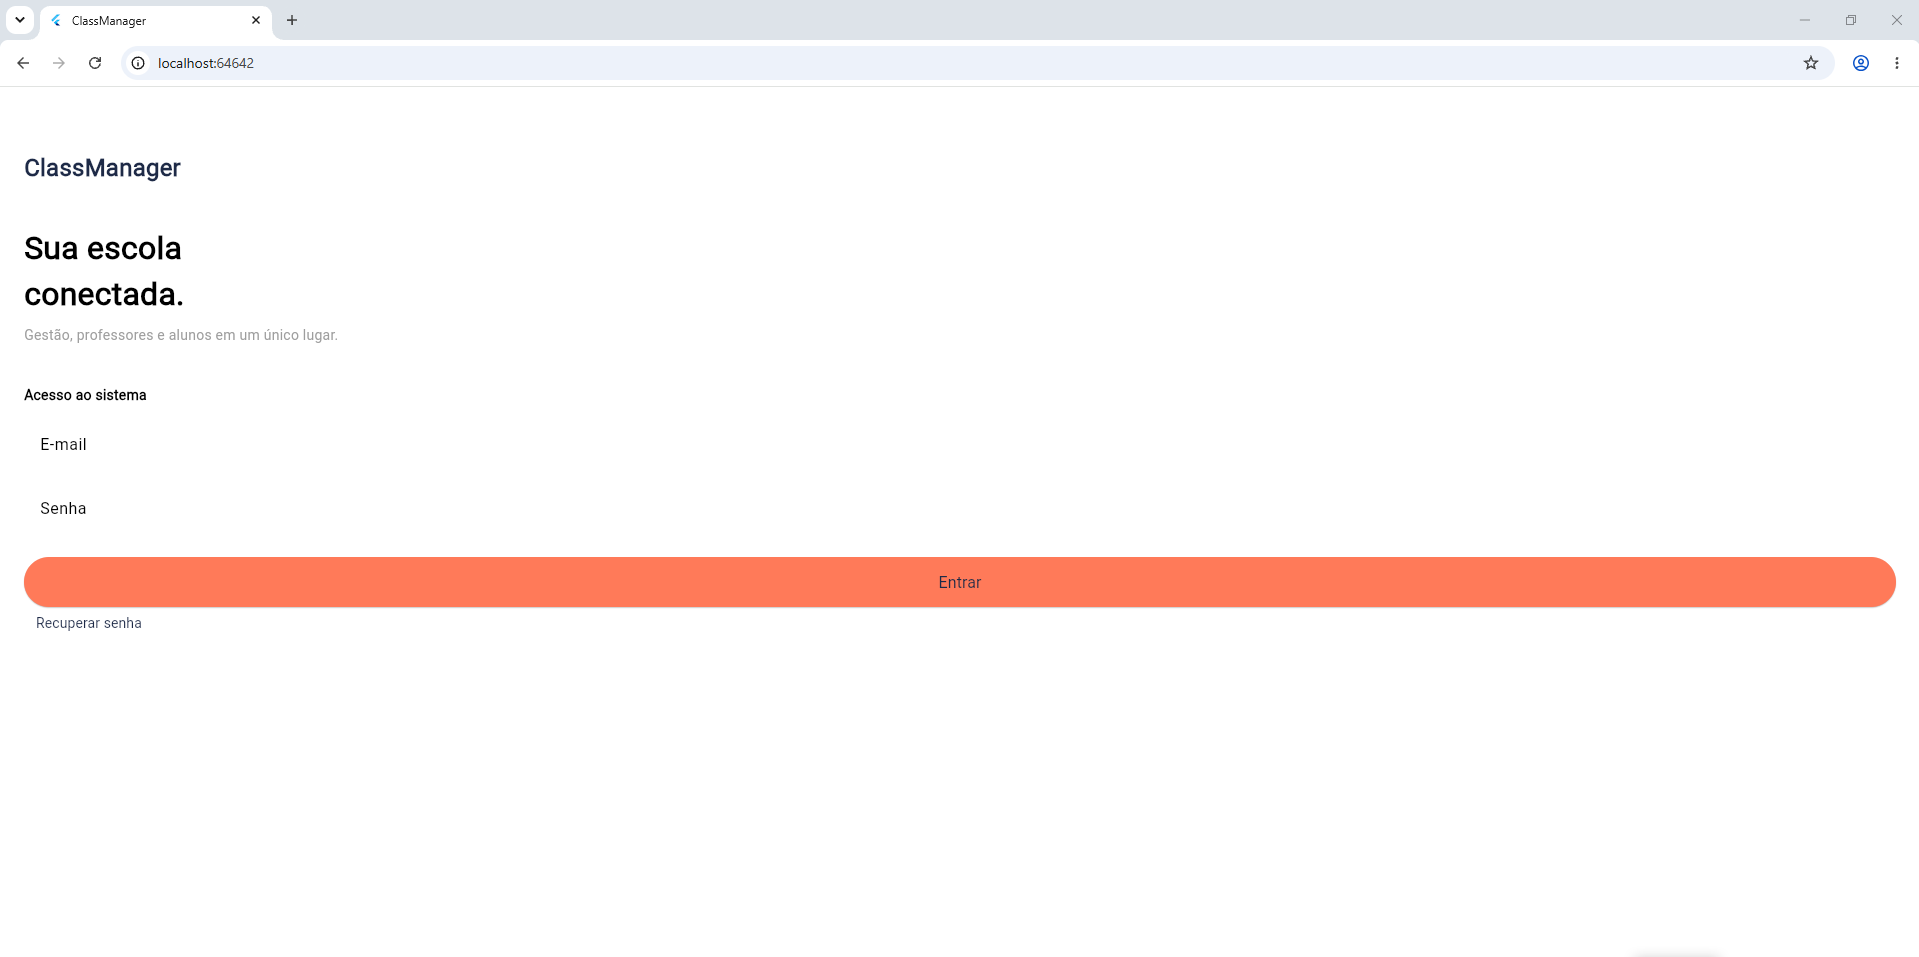 ClassManager
localhost:64642
ClassManager
Sua escola
conectada.
Gestão, professores e alunos em um único lugar.
Acesso ao sistema
E-mail
Senha
Entrar
Recuperar senha